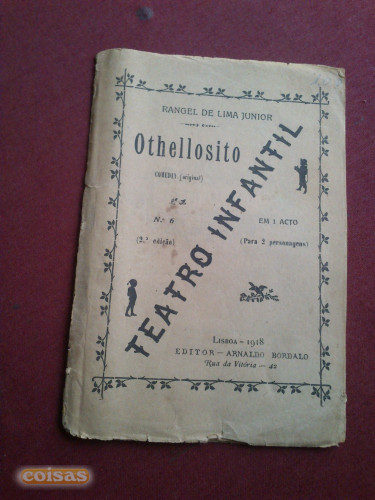 RANGEL DE LIMA JUNIOR
Othellosito
COMEDIA (original)
N.º 6
EM 1 ACTO
(2.ª edição)
(Para 2 personagens)
TEATRO INFANTIL
LISBOA - 1918
EDITOR - ARNALDO BORDALO
Rua da Vitória - 42
coisas